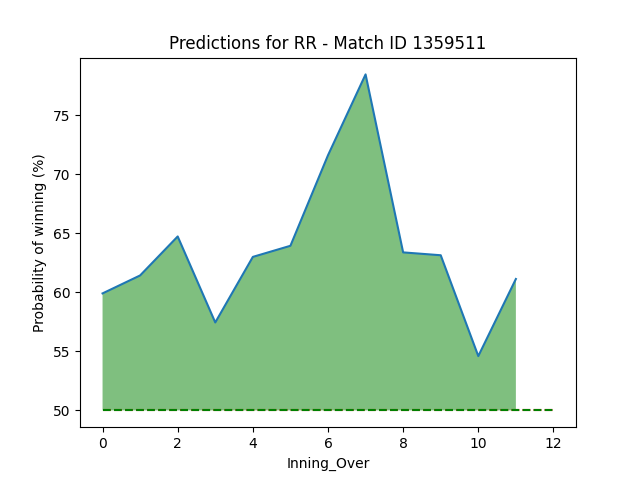 Predictions for RR - Match ID 1359511
Probability of winning (%)
75
70
65
60
55
50
0 2 4 6 8 10 12
Inning_Over